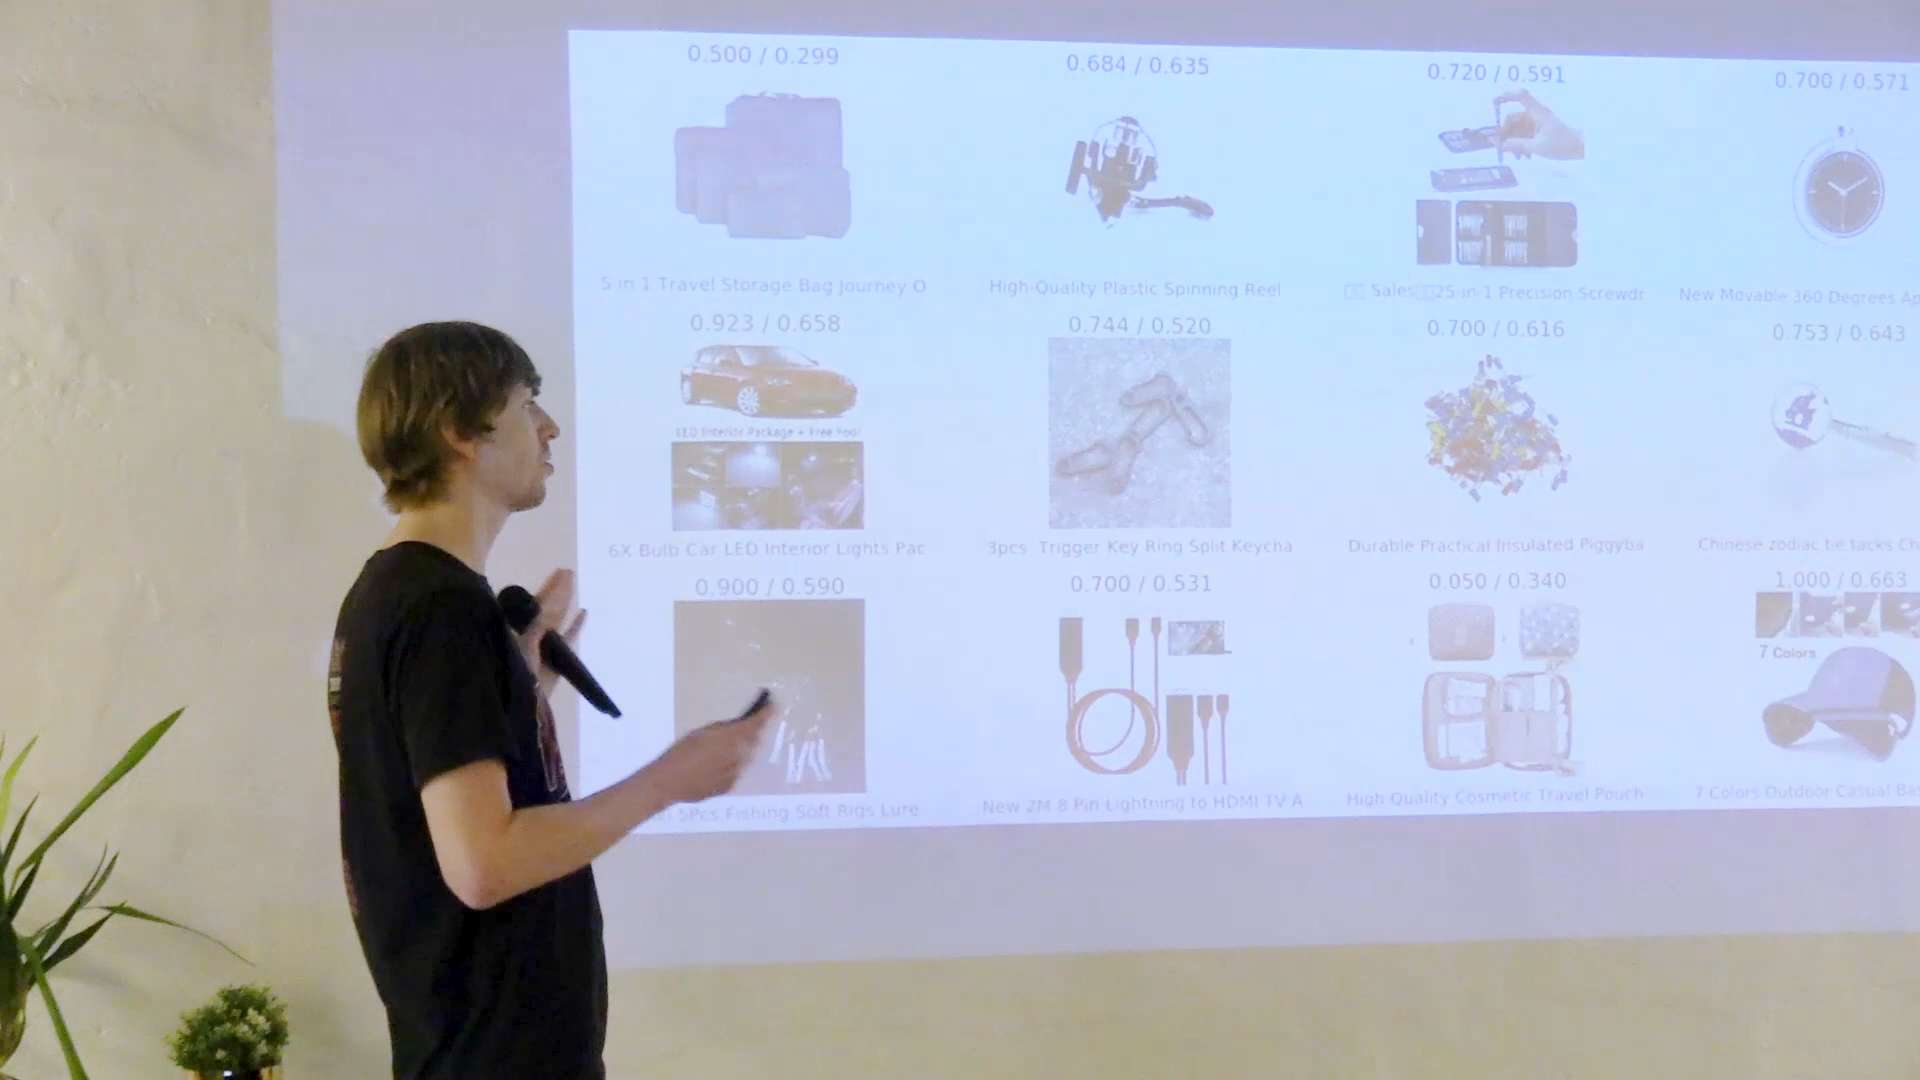 0.500 / 0.299
0.684 / 0.635
0.720 / 0.591
0.700 / 0.571
5 in 1 Travel Storage Bag Journey O
High-Quality Plastic Spinning Reel
Sales 25-in-1 Precision Screwdr
New Movable 360 Degrees Ap
0.923 / 0.658
0.744 / 0.520
0.700 / 0.616
0.753 / 0.643
LED Interior Package + Free Foo
6X Bulb Car LED Interior Lights Pac
3pcs Trigger Key Ring Split Keycha
Durable Practical Insulated Piggyba
Chinese zodiac tie tacks Ch
0.900 / 0.590
0.700 / 0.531
0.050 / 0.340
1.000 / 0.663
7 Colors
5Pcs Fishing Soft Rigs Lure
New 2M 8 Pin Lightning to HDMI TV A
High Quality Cosmetic Travel Pouch
7 Colors Outdoor Casual Bas